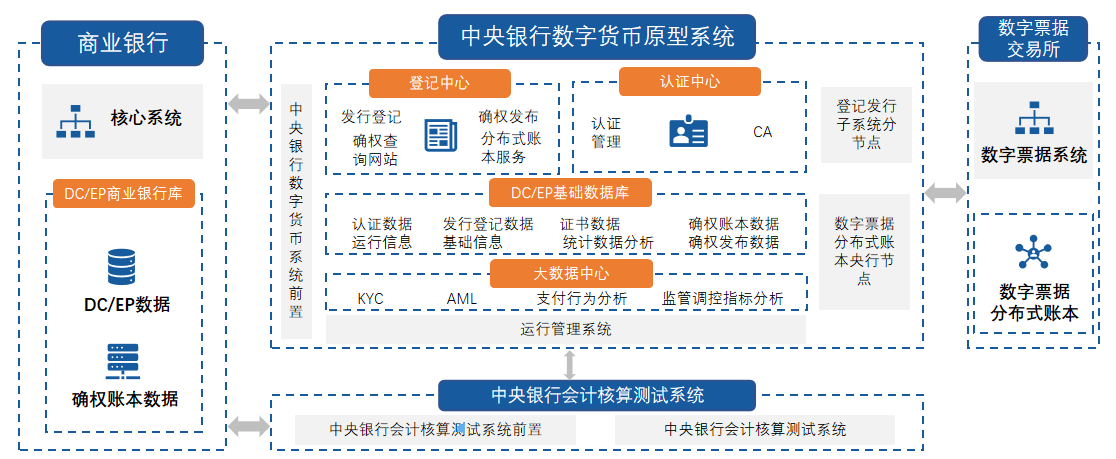 商业银行
核心系统
DC/EP商业银行库
DC/EP数据
确权账本数据
中央银行数字货币原型系统
中央银行数字货币系统前置
登记中心
发行登记
确权查
询网站
确权发布
分布式账
本服务
认证中心
认证
管理
CA
登记发行
子系统分
节点
DC/EP基础数据库
认证数据
运行信息
发行登记数据
基础信息
证书数据
统计数据分析
确权账本数据
确权发布数据
数字票据
分布式账
本央行节
点
大数据中心
KYC
AML
支付行为分析
监管调控指标分析
运行管理系统
中央银行会计核算测试系统
中央银行会计核算测试系统前置
中央银行会计核算测试系统
数字票据
交易所
数字票据系统
数字票据
分布式账本